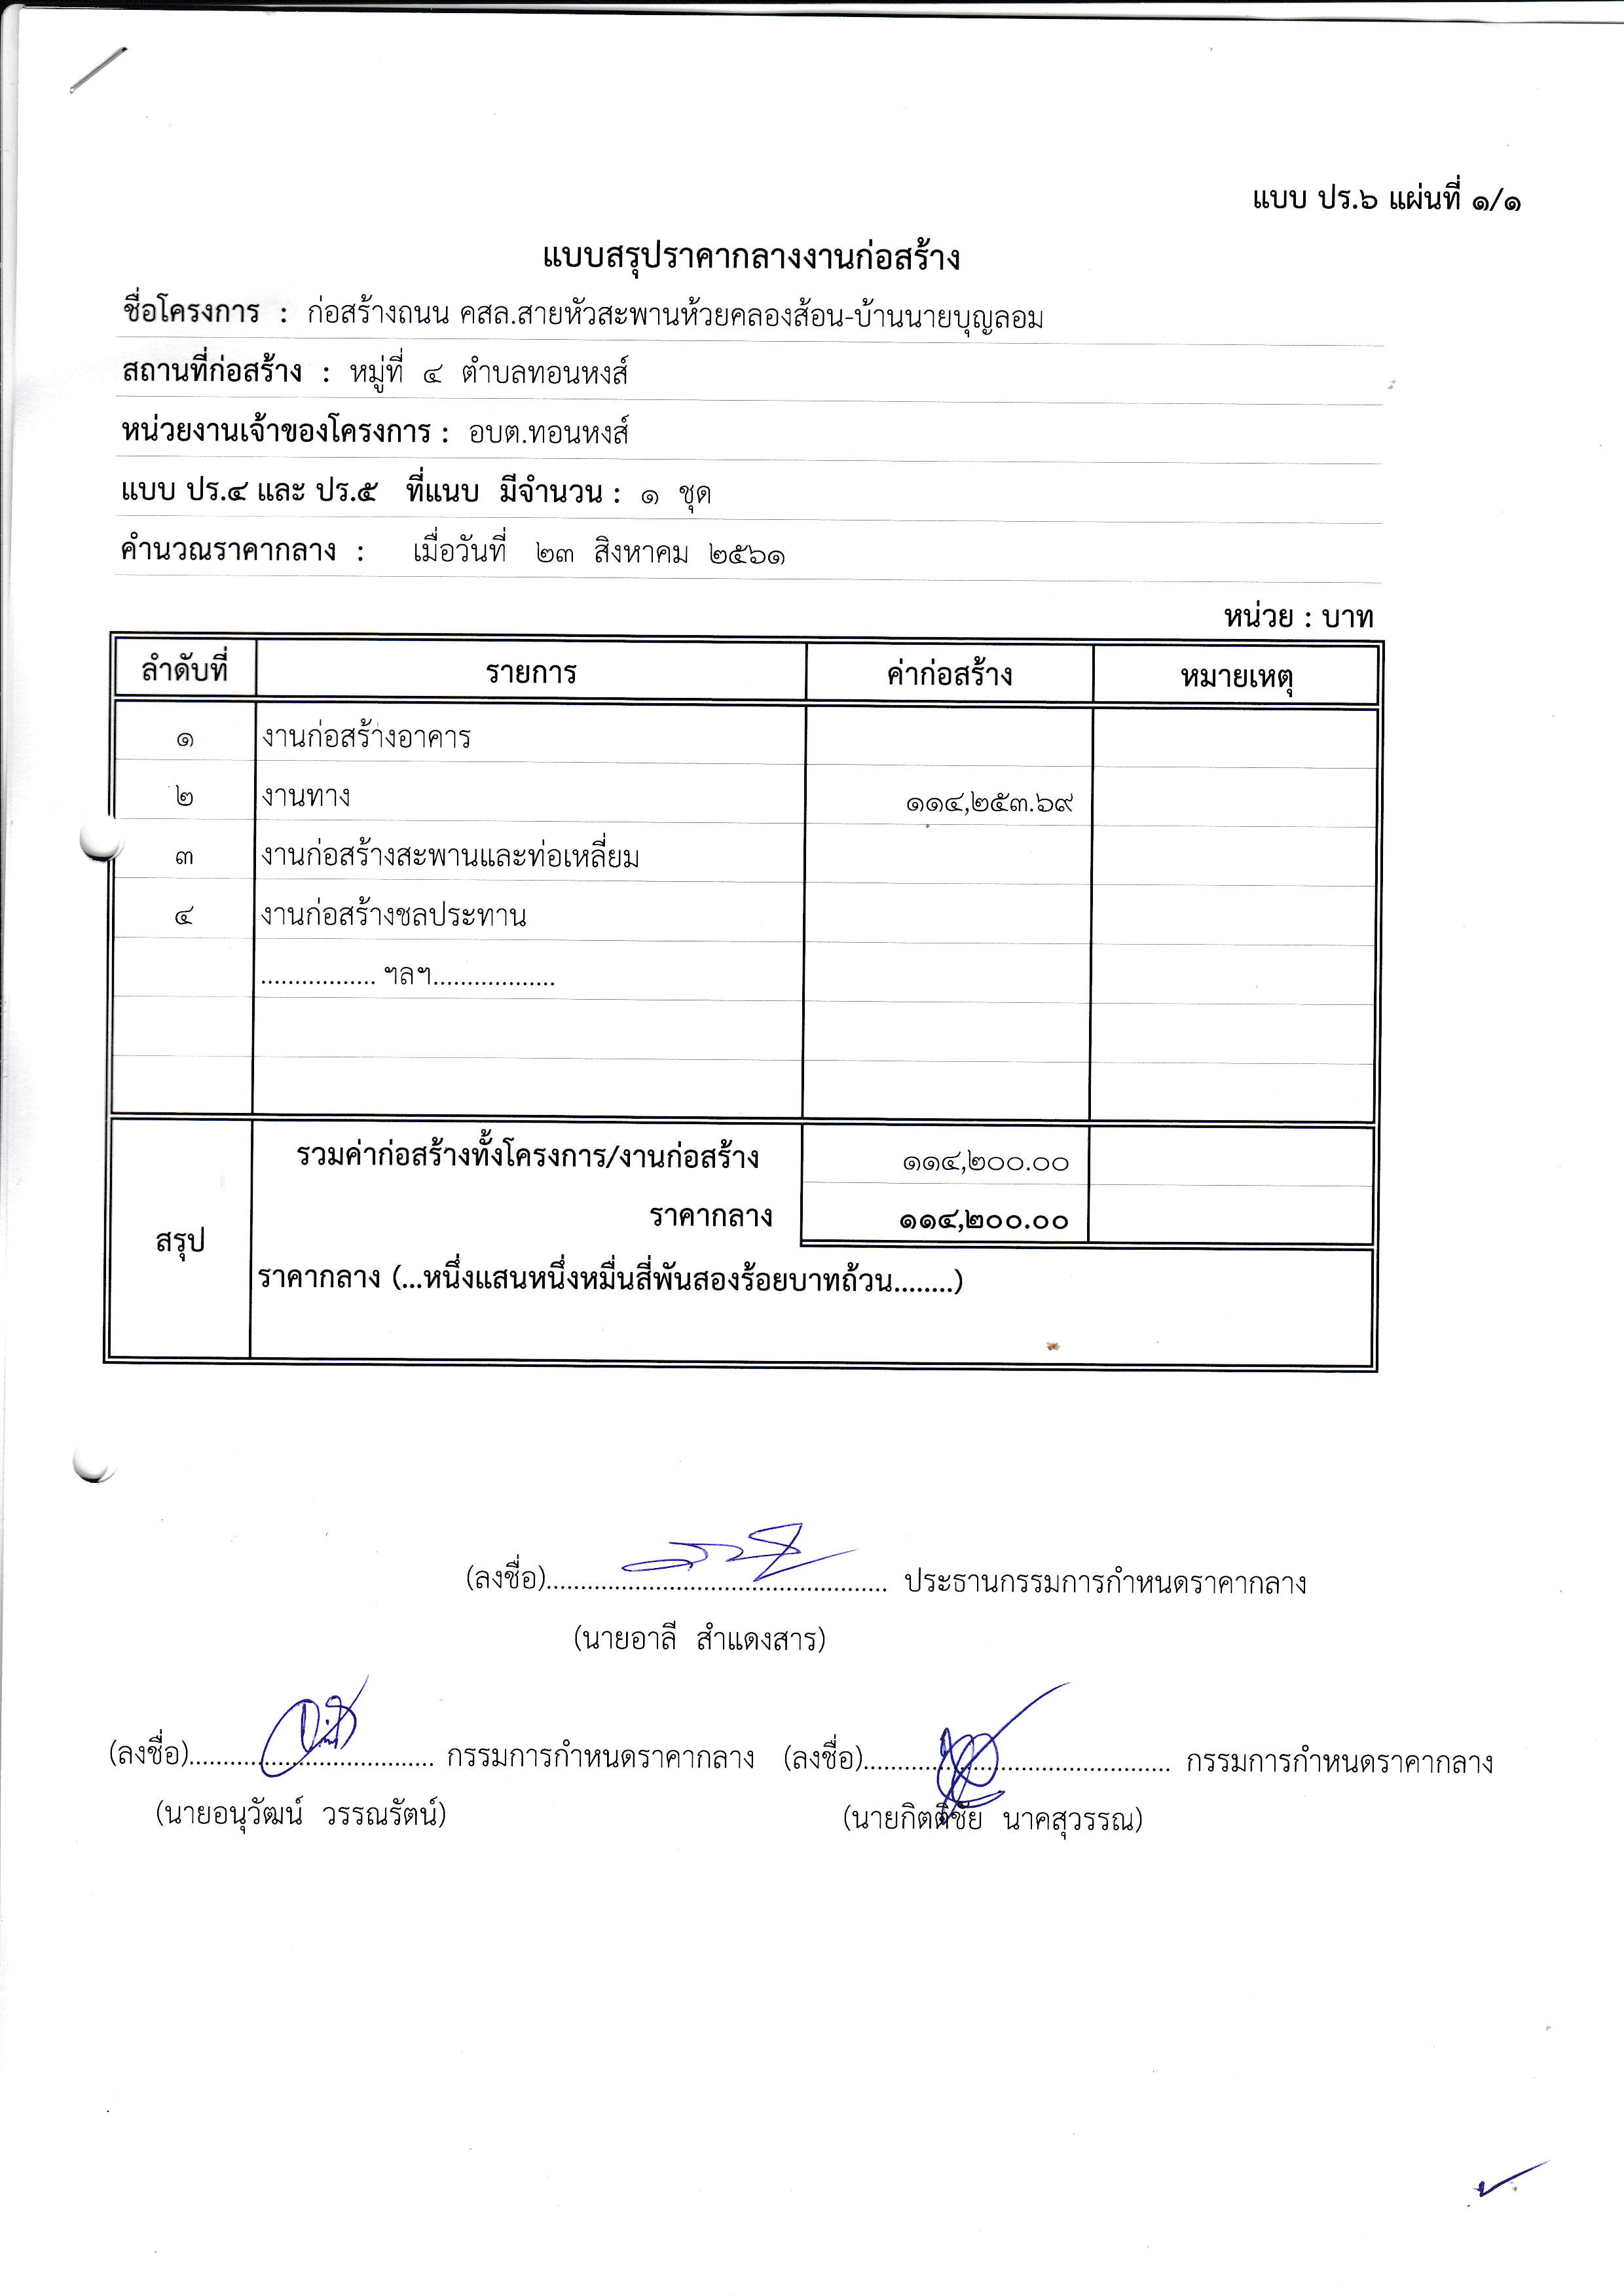 แบบ ปร.๖ แผ่นที่ ๑/๑
แบบสรุปราคากลางงานก่อสร้าง
ชื่อโครงการ : ก่อสร้างถนน คสล.สายหัวสะพานห้วยคลองส้อน-บ้านนายบุญลอม
สถานที่ก่อสร้าง : หมู่ที่ ๔ ตำบลทอนหงส์
หน่วยงานเจ้าของโครงการ : อบต.ทอนหงส์
แบบ ปร.๔ และ ปร.๕ ที่แนบ มีจำนวน : ๑ ชุด
คำนวณราคากลาง : เมื่อวันที่ ๒๓ สิงหาคม ๒๕๖๑
หน่วย : บาท
ลำดับที่ รายการ ค่าก่อสร้าง หมายเหตุ
๑ งานก่อสร้างอาคาร
๒ งานทาง ๑๑๔,๒๕๓.๖๙
๓ งานก่อสร้างสะพานและท่อเหลี่ยม
๔ งานก่อสร้างชลประทาน
................. ฯลฯ..................
รวมค่าก่อสร้างทั้งโครงการ/งานก่อสร้าง ๑๑๔,๒๐๐.๐๐
ราคากลาง ๑๑๔,๒๐๐.๐๐
สรุป
ราคากลาง (...หนึ่งแสนหนึ่งหมื่นสี่พันสองร้อยบาทถ้วน........)
(ลงชื่อ).................................................. ประธานกรรมการกำหนดราคากลาง
(นายอาลี สำแดงสาร)
(ลงชื่อ).................................... กรรมการกำหนดราคากลาง (ลงชื่อ)............................................. กรรมการกำหนดราคากลาง
(นายอนุวัฒน์ วรรณรัตน์) (นายกิตติชัย นาคสุวรรณ)